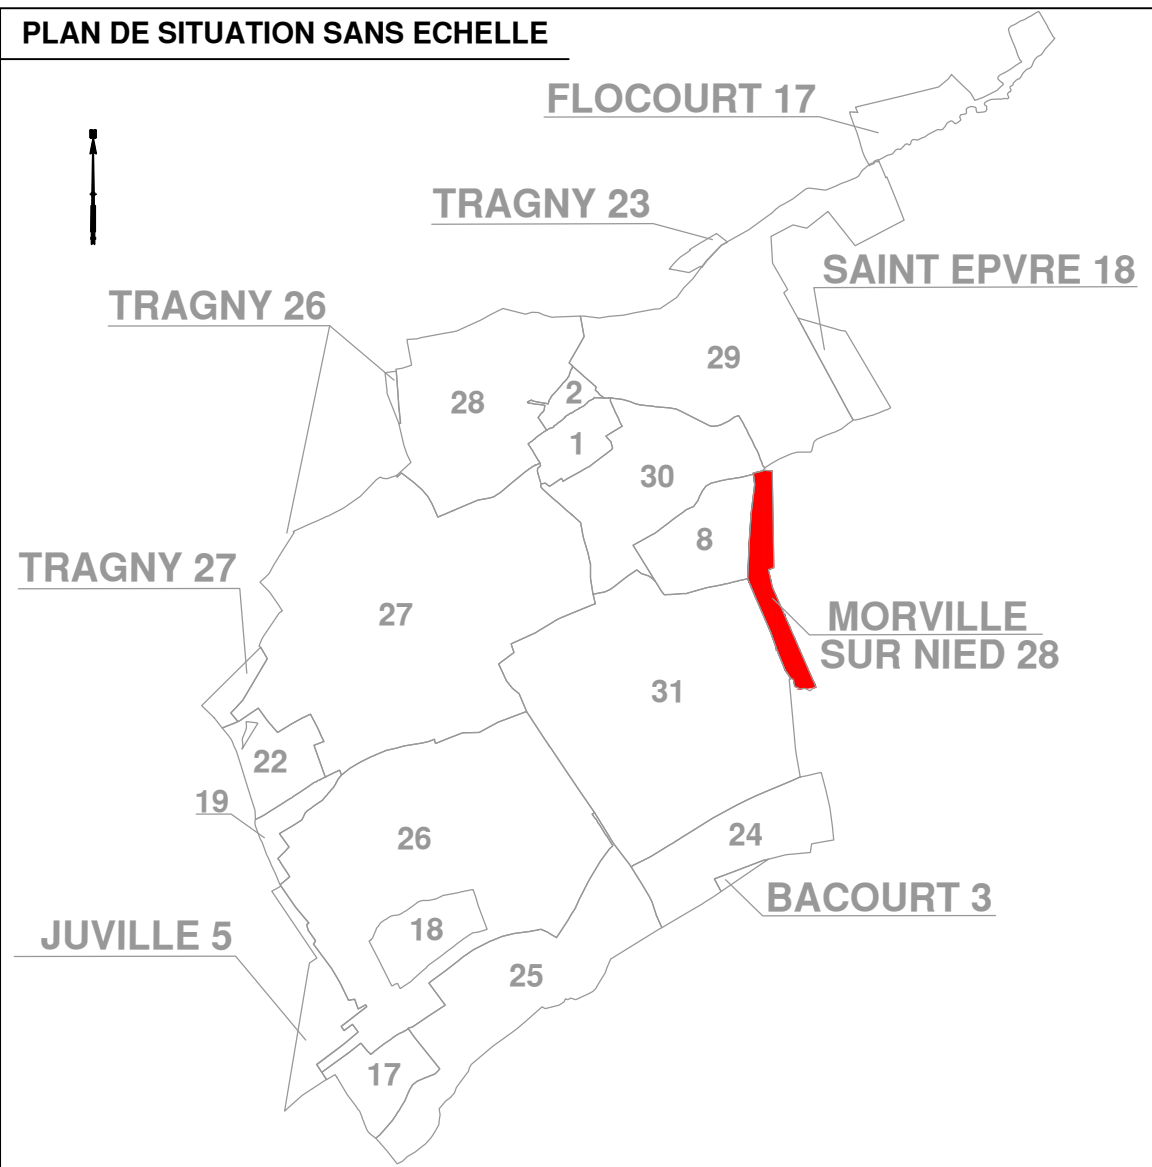 PLAN DE SITUATION SANS ECHELLE
FLOCOURT 17
TRAGNY 23
SAINT EPVRE 18
TRAGNY 26
29
28
2
1
30
8
TRAGNY 27
27
MORVILLE
SUR NIED 28
31
22
19
26
24
BACOURT 3
18
JUVILLE 5
25
17